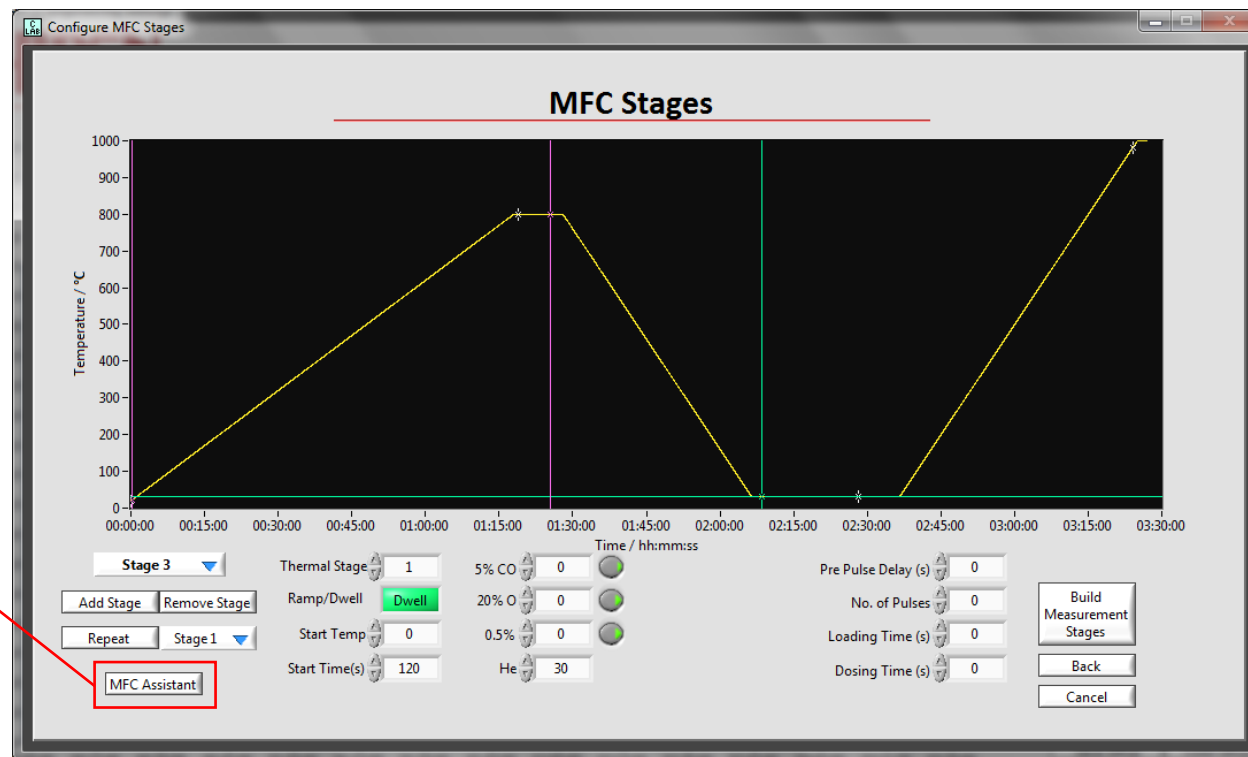 C LAB Configure MFC Stages
MFC Stages
1000
900
800
700
600
500
400
300
200
100
0
Temperature / °C
00:00:00 00:15:00 00:30:00 00:45:00 01:00:00 01:15:00 01:30:00 01:45:00 02:00:00 02:15:00 02:30:00 02:45:00 03:00:00 03:15:00 03:30:00
Time / hh:mm:ss
Stage 3
Add Stage Remove Stage
Repeat Stage 1
MFC Assistant
Thermal Stage 1
Ramp/Dwell Dwell
Start Temp 0
Start Time(s) 120
5% CO 0
20% O 0
0.5% 0
He 30
Pre Pulse Delay (s) 0
No. of Pulses 0
Loading Time (s) 0
Dosing Time (s) 0
Build
Measurement
Stages
Back
Cancel